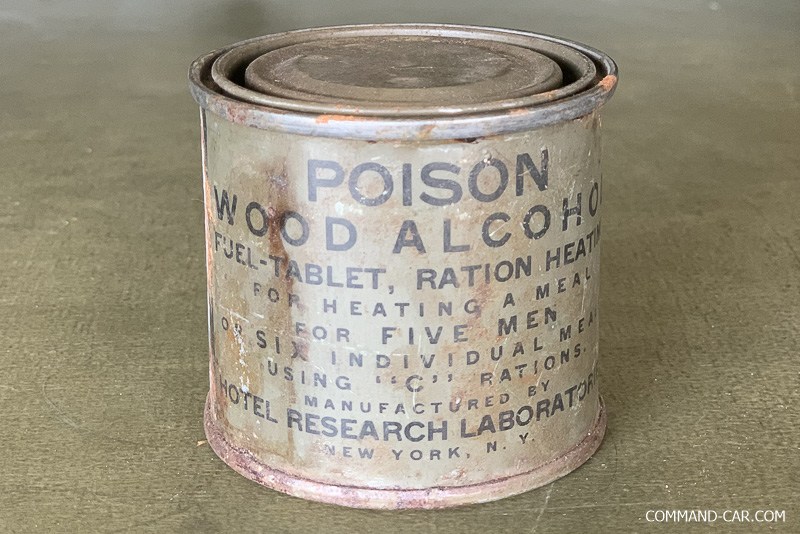 POISON
WOOD ALCOHO
FUEL-TABLET, RATION HEATIN
FOR HEATING A MEAL
FOR FIVE MEN
OR SIX INDIVIDUAL MEA
USING "C" RATIONS.
MANUFACTURED BY
HOTEL RESEARCH LABORATOR
NEW YORK, N. Y.
COMMAND-CAR.COM